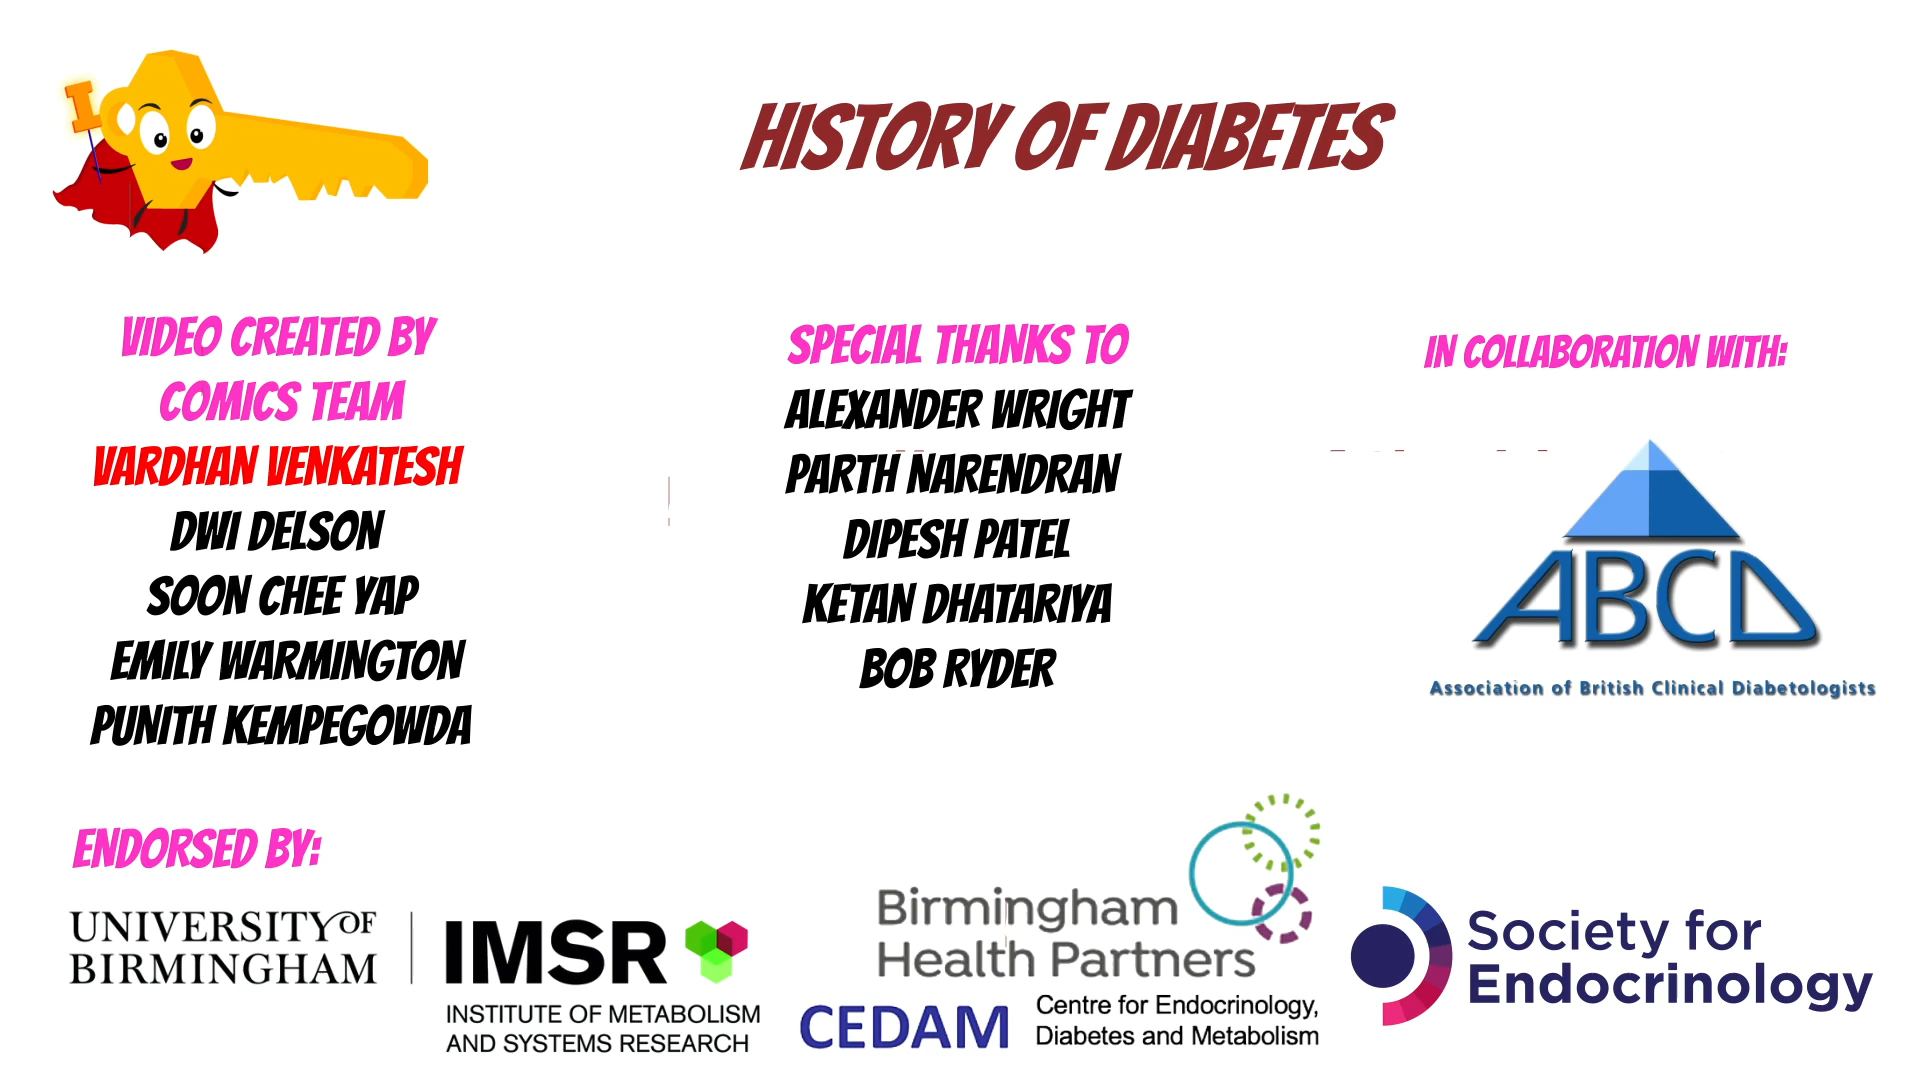 I
HISTORY OF DIABETES
VIDEO CREATED BY
COMICS TEAM
VARDHAN VENKATESH
DWI DELSON
SOON CHEE YAP
EMILY WARMINGTON
PUNITH KEMPEGOWDA
SPECIAL THANKS TO
ALEXANDER WRIGHT
PARTH NARENDRAN
DIPESH PATEL
KETAN DHATARIYA
BOB RYDER
IN COLLABORATION WITH:
ABCD
Association of British Clinical Diabetologists
ENDORSED BY:
UNIVERSITY OF
BIRMINGHAM
IMSR
INSTITUTE OF METABOLISM
AND SYSTEMS RESEARCH
Birmingham
Health Partners
CEDAM
Centre for Endocrinology,
Diabetes and Metabolism
Society for
Endocrinology